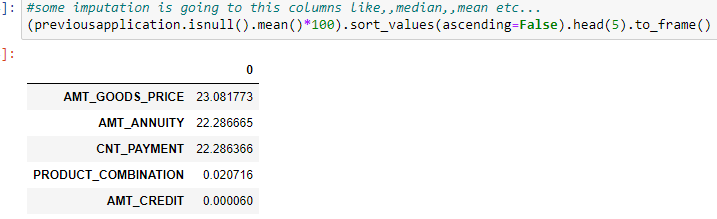 ]: #some imputation is going to this columns like,,median,,mean etc...
(previousapplication.isnull().mean()*100).sort_values(ascending=False).head(5).to_frame()
]:
0
AMT_GOODS_PRICE 23.081773
AMT_ANNUITY 22.286665
CNT_PAYMENT 22.286366
PRODUCT_COMBINATION 0.020716
AMT_CREDIT 0.000060